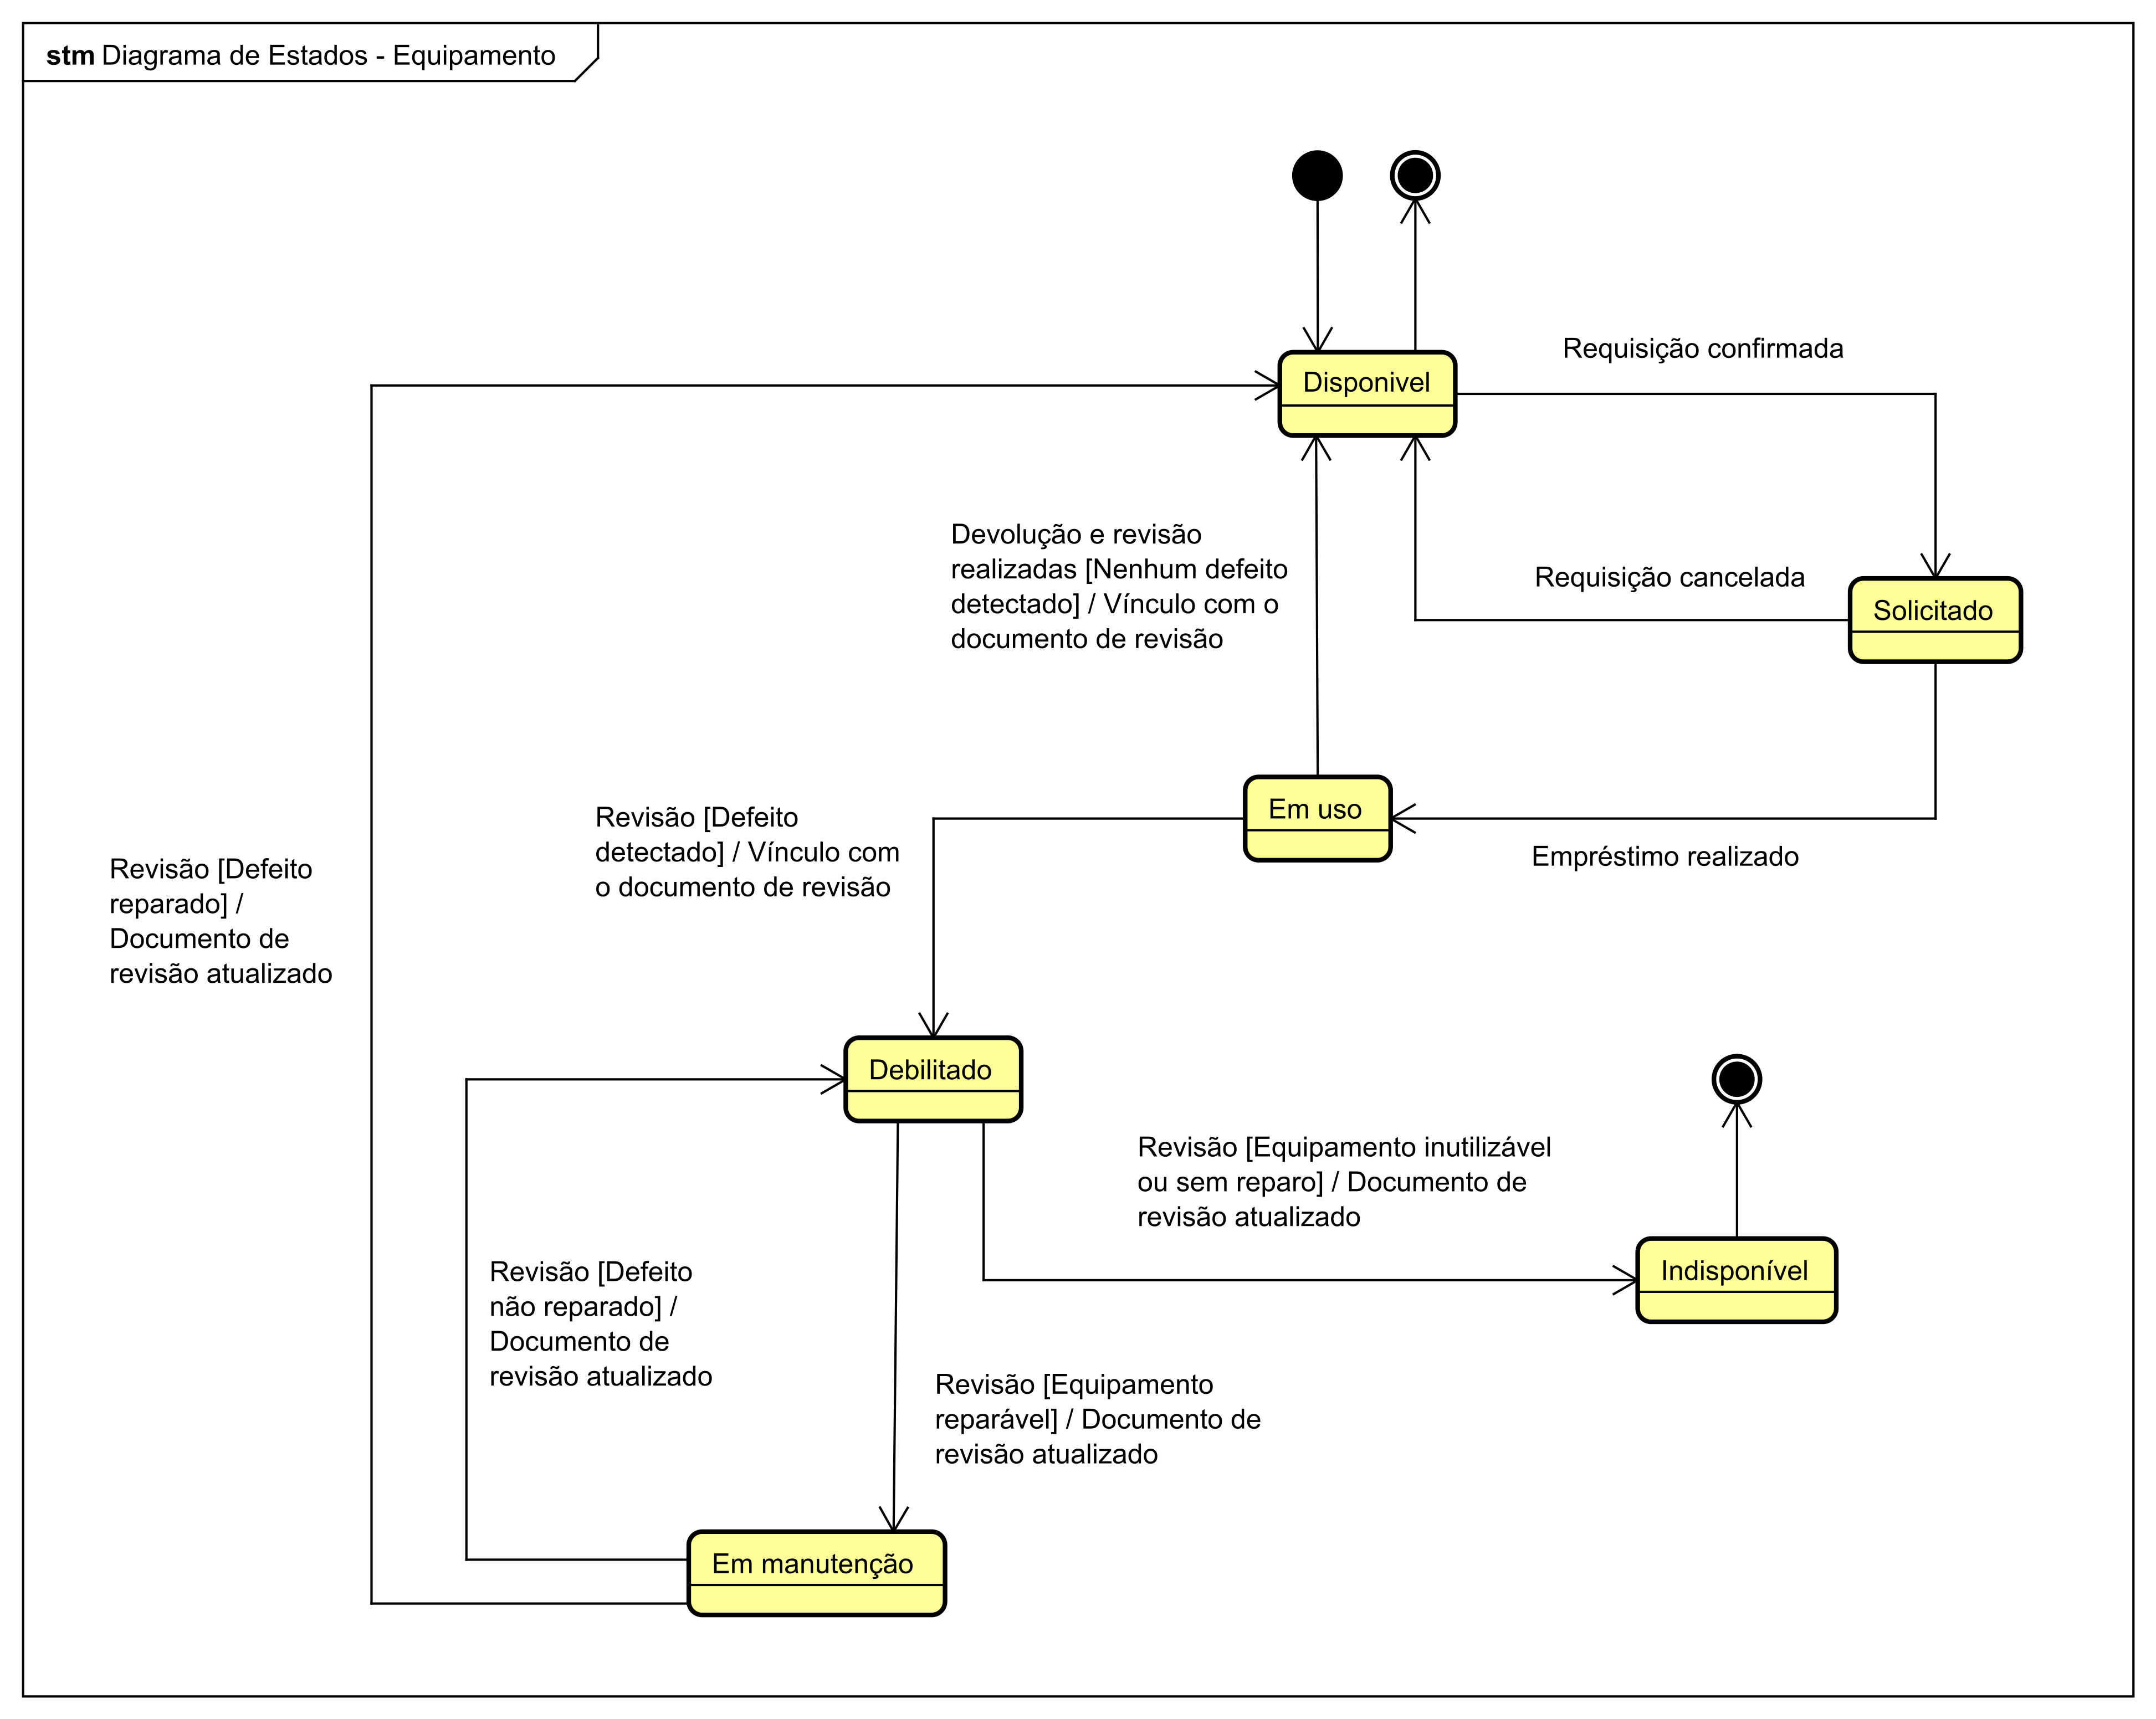 stm Diagrama de Estados - Equipamento
Disponivel
Requisição confirmada
Devolução e revisão
realizadas [Nenhum defeito
detectado] / Vínculo com o
documento de revisão
Requisição cancelada
Solicitado
Em uso
Empréstimo realizado
Revisão [Defeito
detectado] / Vínculo com
o documento de revisão
Revisão [Defeito
reparado] /
Documento de
revisão atualizado
Debilitado
Revisão [Equipamento inutilizável
ou sem reparo] / Documento de
revisão atualizado
Indisponível
Revisão [Defeito
não reparado] /
Documento de
revisão atualizado
Revisão [Equipamento
reparável] / Documento de
revisão atualizado
Em manutenção